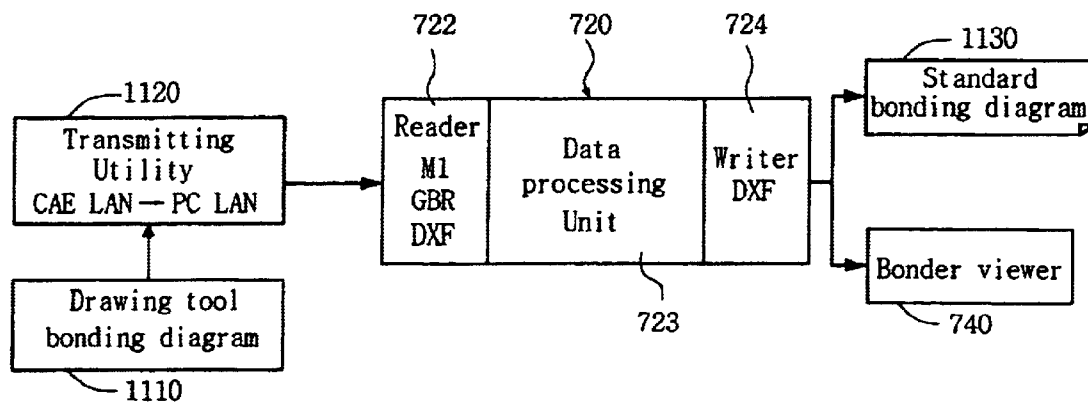 722
720
724
1130
1120
Standard
bonding diagram
Transmitting
Utility
CAE LAN — PC LAN
Reader
M1
GBR
DXF
Data
processing
Unit
Writer
DXF
Drawing tool
bonding diagram
Bonder viewer
723
740
1110